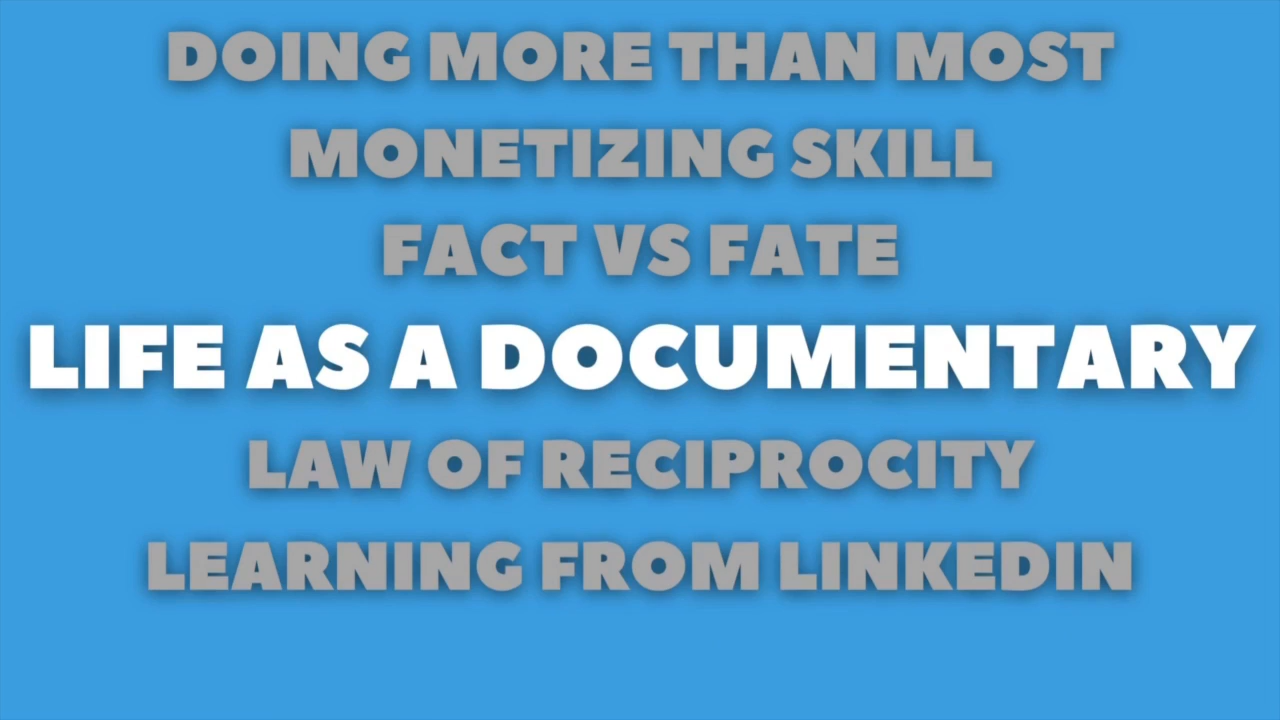 DOING MORE THAN MOST
MONETIZING SKILL
FACT VS FATE
LIFE AS A DOCUMENTARY
LAW OF RECIPROCITY
LEARNING FROM LINKEDIN